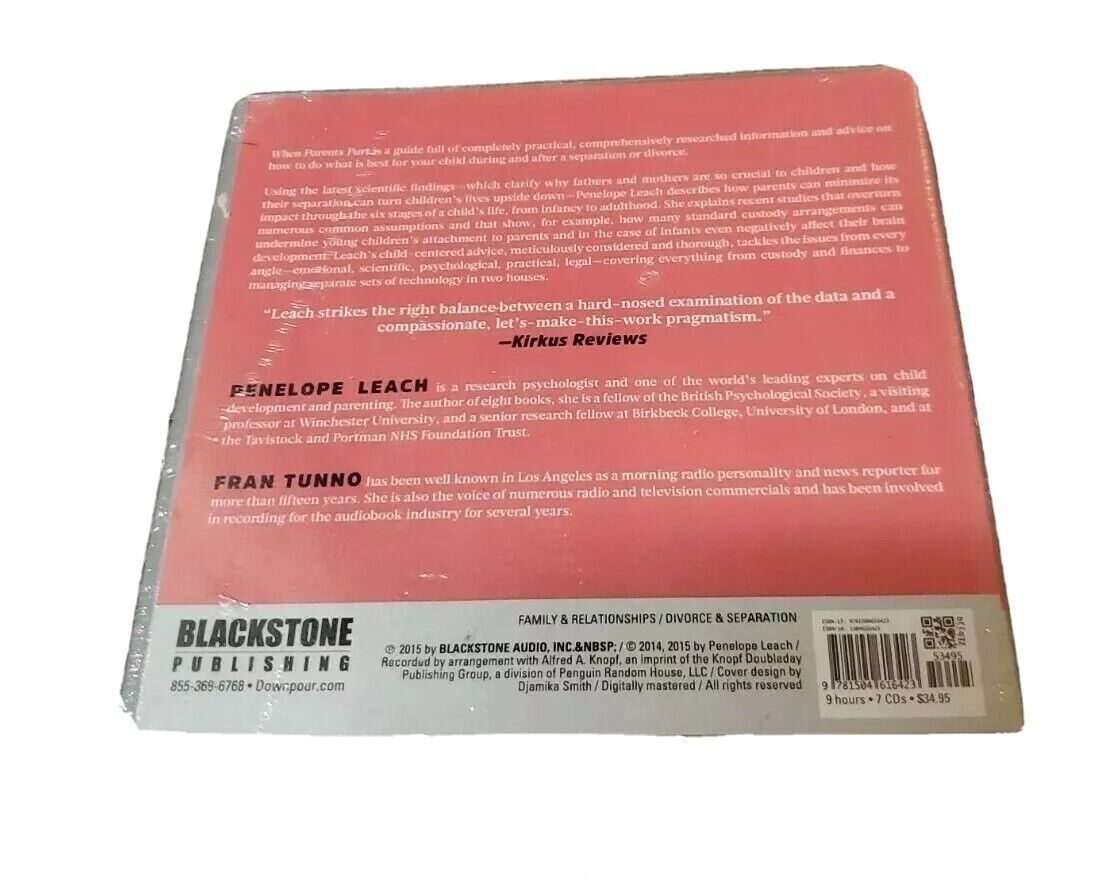 When Parents Part is a guide full of completely practical, comprehensively researched information and advice on
how to do what is best for your child during and after a separation or divorce.
Using the latest scientific findings—which clarify why fathers and mothers are so crucial to children and how
their separation can turn children's lives upside down—Penelope Leach describes how parents can minimize its
impact through the six stages of a child's life, from infancy to adulthood. She explains recent studies that overturn
numerous common assumptions and that show, for example, how many standard custody arrangements can
undermine young children's attachment to parents and in the case of infants even negatively affect their brain
development. Leach's child-centered advice, meticulously considered and thorough, tackles the issues from every
angle—emotional, scientific, psychological, practical, legal—covering everything from custody and finances to
managing separate sets of technology in two houses.
"Leach strikes the right balance between a hard-nosed examination of the data and a
compassionate, let's-make-this-work pragmatism."
—Kirkus Reviews
PENELOPE LEACH is a research psychologist and one of the world's leading experts on child
development and parenting. The author of eight books, she is a fellow of the British Psychological Society, a visiting
professor at Winchester University, and a senior research fellow at Birkbeck College, University of London, and at
the Tavistock and Portman NHS Foundation Trust.
FRAN TUNNO has been well known in Los Angeles as a morning radio personality and news reporter for
more than fifteen years. She is also the voice of numerous radio and television commercials and has been involved
in recording for the audiobook industry for several years.
BLACKSTONE
PUBLISHING
855-369-6768 • Downpour.com
FAMILY & RELATIONSHIPS / DIVORCE & SEPARATION
℗ 2015 by BLACKSTONE AUDIO, INC.&NBSP; / © 2014, 2015 by Penelope Leach /
Recorded by arrangement with Alfred A. Knopf, an imprint of the Knopf Doubleday
Publishing Group, a division of Penguin Random House, LLC / Cover design by
Djamika Smith / Digitally mastered / All rights reserved
ISBN-13: 9781504616423
ISBN-10: 1504616421
53495
9 781504 616423
9 hours • 7 CDs • $34.95